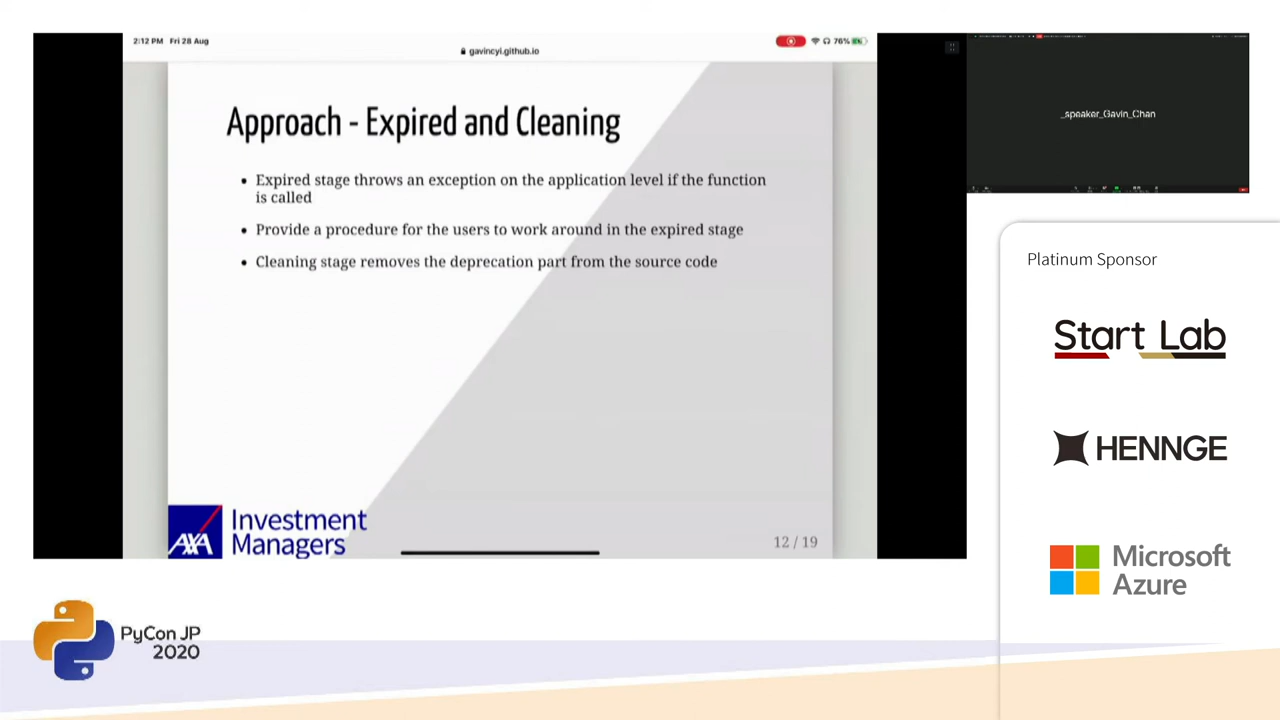 2:12 PM Fri 28 Aug
gavincyi.github.io
76%
Approach - Expired and Cleaning
• Expired stage throws an exception on the application level if the function
is called
• Provide a procedure for the users to work around in the expired stage
• Cleaning stage removes the deprecation part from the source code
AXA
Investment
Managers
12 / 19
_speaker_Gavin_Chan
Platinum Sponsor
Start Lab
HENNGE
Microsoft
Azure
PyCon JP
2020